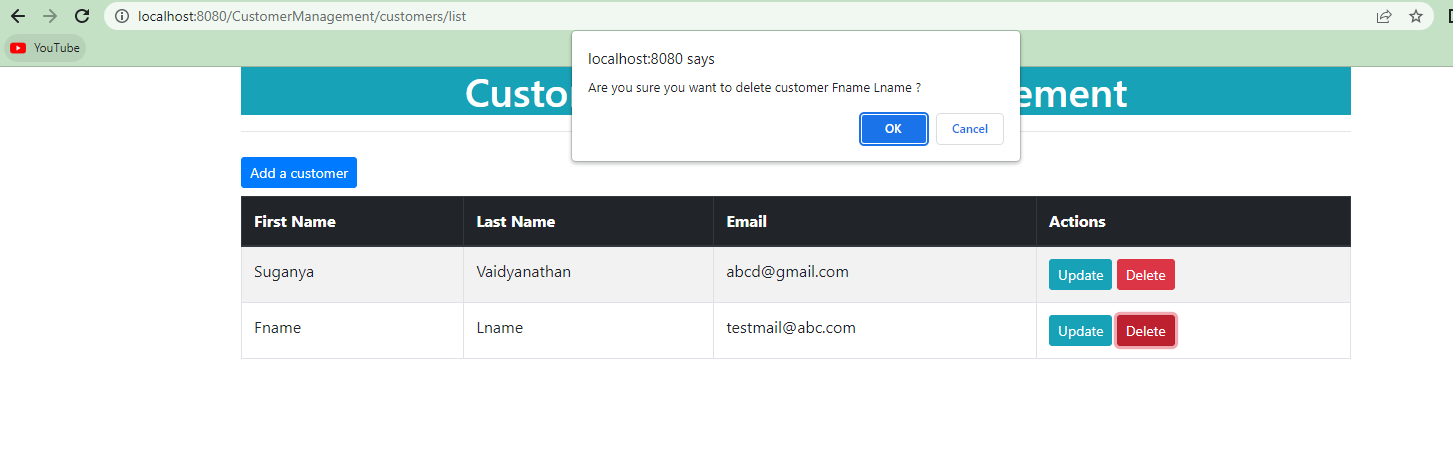 localhost:8080/CustomerManagement/customers/list
YouTube
localhost:8080 says
Are you sure you want to delete customer Fname Lname ?
OK Cancel
Custo ement
Add a customer
First Name Last Name Email Actions
Suganya Vaidyanathan abcd@gmail.com Update Delete
Fname Lname testmail@abc.com Update Delete